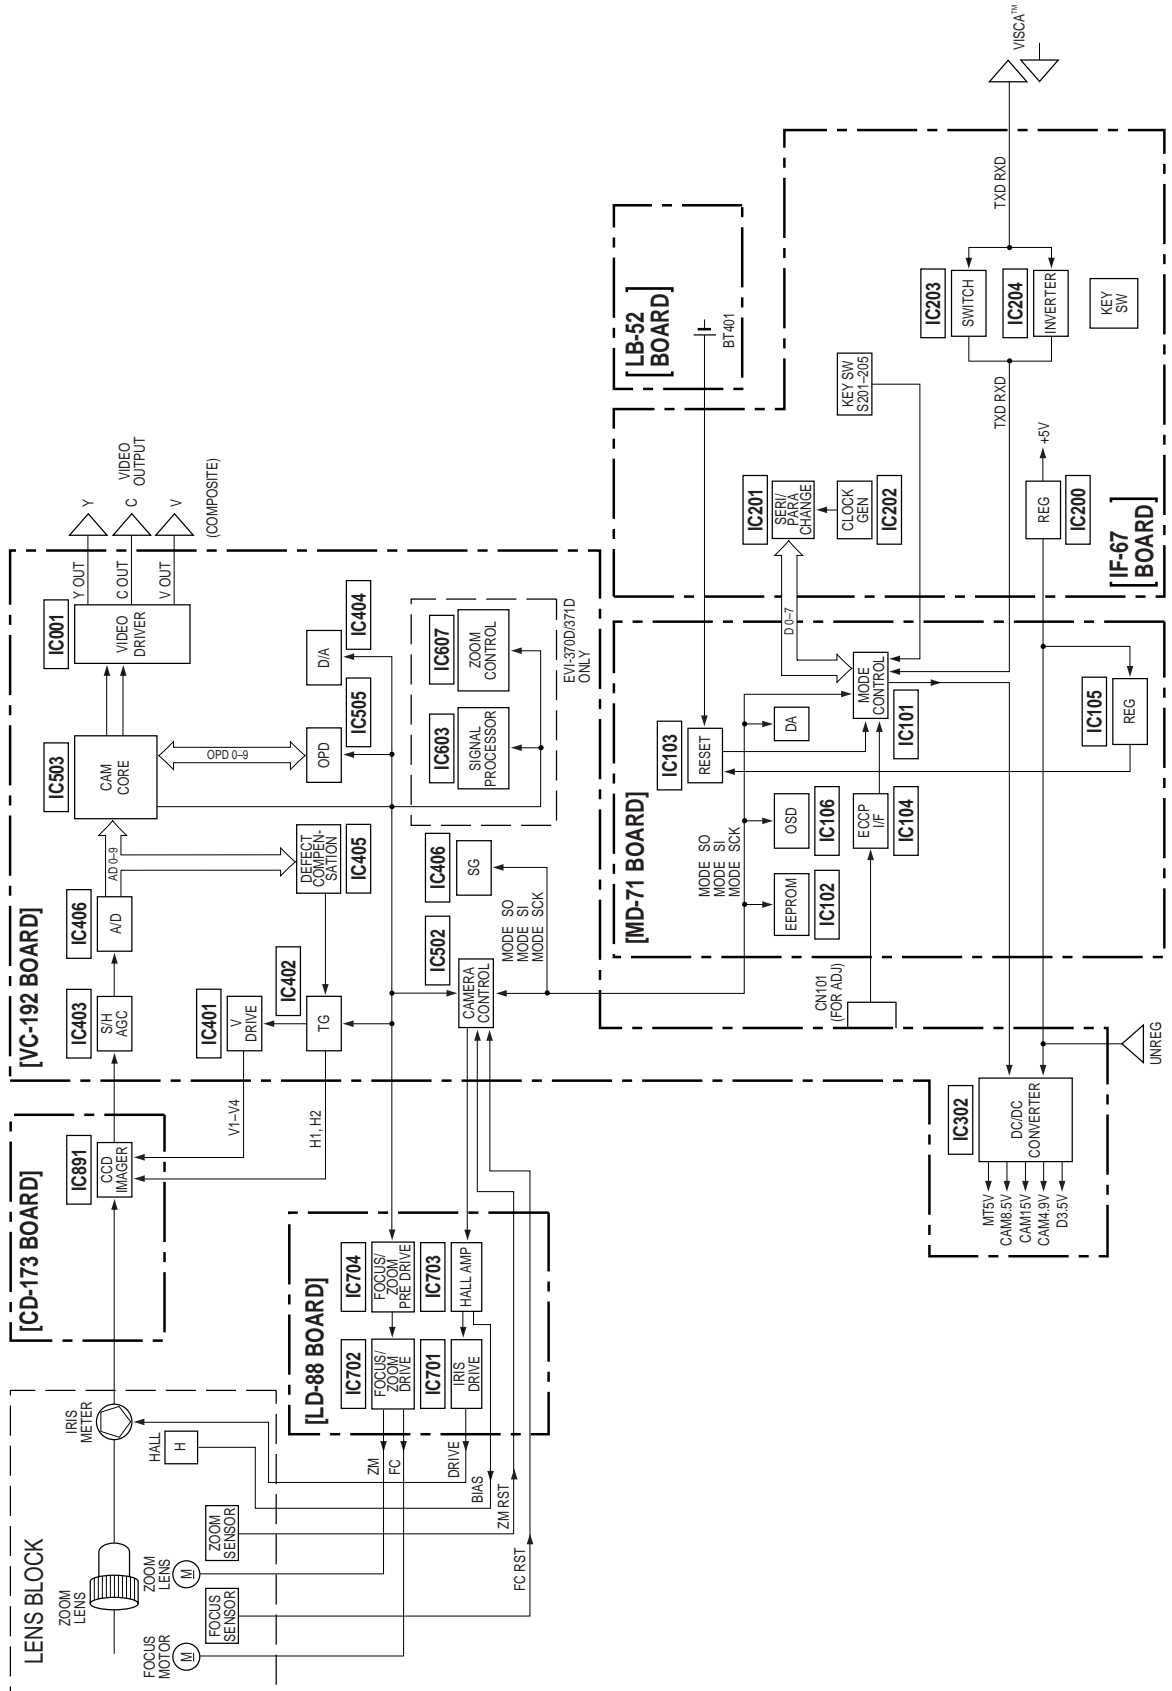 LENS BLOCK
ZOOM
LENS
IRIS
METER
HALL
H
ZOOM
LENS
M
ZOOM
SENSOR
FOCUS
SENSOR
FOCUS
MOTOR
M
ZM
FC
DRIVE
BIAS
ZM RST
FC RST
[CD-173 BOARD]
IC891
CCD
IMAGER
V1–V4
H1, H2
[LD-88 BOARD]
IC702
FOCUS/
ZOOM
DRIVE
IC704
FOCUS/
ZOOM
PRE DRIVE
IC701
IRIS
DRIVE
IC703
HALL AMP
[VC-192 BOARD]
IC403
S/H
AGC
IC406
A/D
AD 0–9
IC503
CAM
CORE
IC001
VIDEO
DRIVER
Y OUT
C OUT
V OUT
Y
C
V
VIDEO
OUTPUT
(COMPOSITE)
IC401
V
DRIVE
IC402
TG
DEFECT
COMPEN-
SATION
IC405
OPD 0–9
OPD
IC505
D/A
IC404
IC502
CAMERA
CONTROL
IC406
SG
MODE SO
MODE SI
MODE SCK
IC603
SIGNAL
PROCESSOR
IC607
ZOOM
CONTROL
EVI-370D/371D
ONLY
IC302
DC/DC
CONVERTER
MT5V
CAM8.5V
CAM15V
CAM4.9V
D3.5V
UNREG
CN101
(FOR ADJ)
[MD-71 BOARD]
MODE SO
MODE SI
MODE SCK
EEPROM
IC102
OSD
IC106
DA
IC103
RESET
ECCP
I/F
IC104
MODE
CONTROL
IC101
IC105
REG
D 0–7
[IF-67
BOARD]
IC201
SERI/
PARA
CHANGE
CLOCK
GEN
IC202
KEY SW
S201–205
REG
IC200
+5V
TXD RXD
IC203
SWITCH
IC204
INVERTER
KEY
SW
TXD RXD
VISCA™
[LB-52
BOARD]
BT401